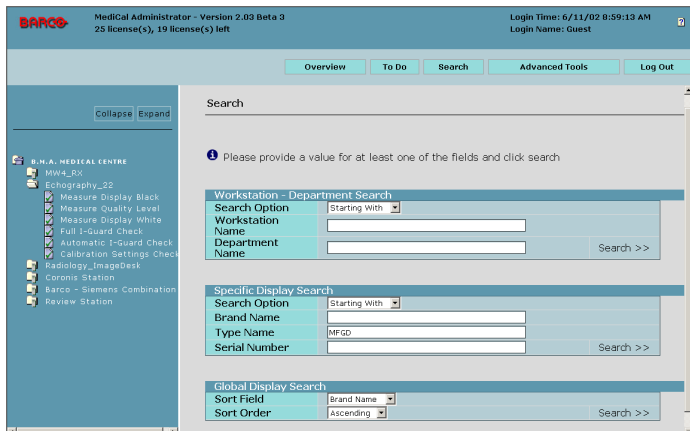 BARCO
MediCal Administrator - Version 2.03 Beta 3
25 license(s), 19 license(s) left
Login Time: 6/11/02 8:59:13 AM
Login Name: Guest
?
Overview To Do Search Advanced Tools Log Out
Collapse Expand
B.N.A. MEDICAL CENTRE
MW4_RX
Echography_22
Measure Display Black
Measure Quality Level
Measure Display White
Full I-Guard Check
Automatic I-Guard Check
Calibration Settings Check
Radiology_ImageDesk
Coronis Station
Barco - Siemens Combination
Review Station
Search
Please provide a value for at least one of the fields and click search
Workstation - Department Search
Search Option Starting With
Workstation
Name
Department
Name Search >>
Specific Display Search
Search Option Starting With
Brand Name
Type Name MFGD
Serial Number Search >>
Global Display Search
Sort Field Brand Name
Sort Order Ascending Search >>